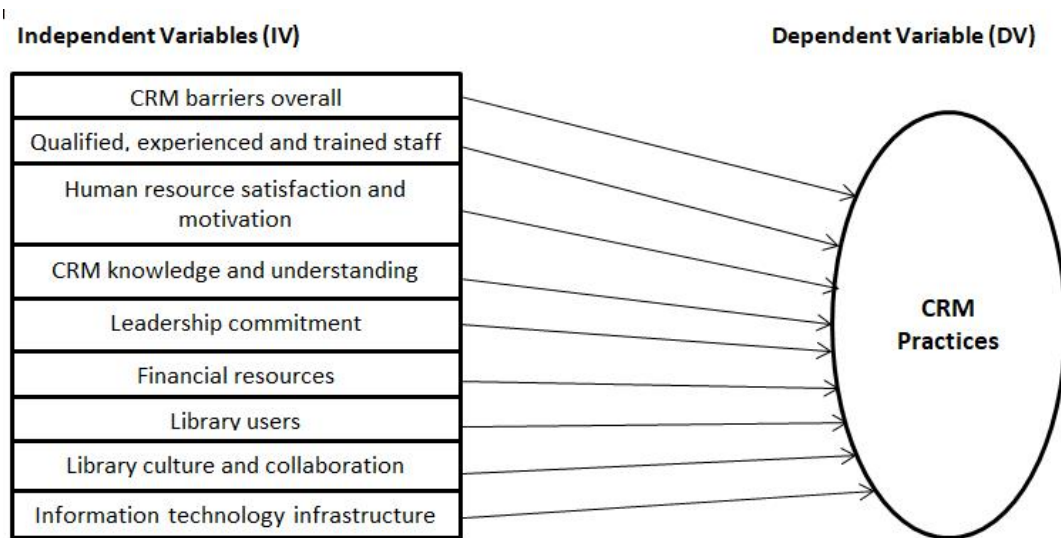 Independent Variables (IV)
Dependent Variable (DV)
CRM barriers overall
Qualified, experienced and trained staff
Human resource satisfaction and
motivation
CRM knowledge and understanding
Leadership commitment
Financial resources
Library users
Library culture and collaboration
Information technology infrastructure
CRM
Practices